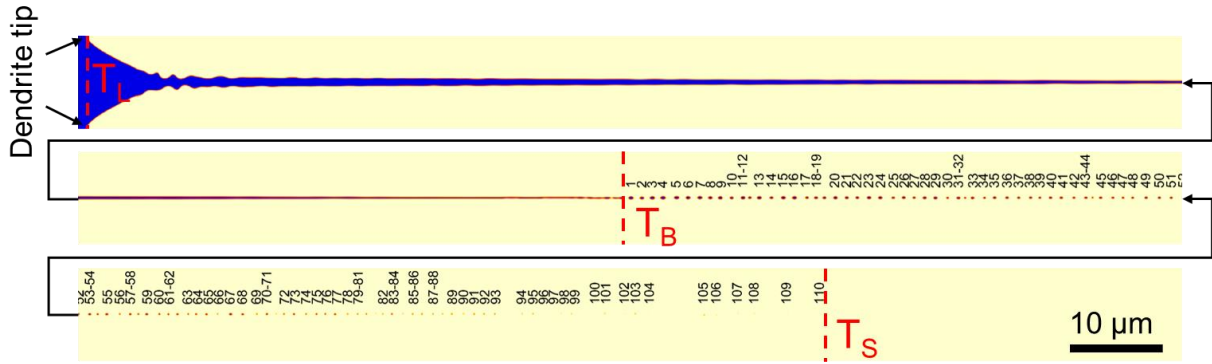 Dendrite tip
T_L
1 2 3 4 5 6 7 8 9 10 11-12 13 14 15 16 17 18-19 20 21 22 23 24 25 26 27 28 29 30 31-32 33 34 35 36 37 38 39 40 41 42 43-44 45 46 47 48 49 50 51 52
T_B
52 53-54 55 56 57-58 59 60 61-62 63 64 65 66 67 68 69 70-71 72 73 74 75 76 77 78 79-81 82 83-84 85-86 87-88 89 90 91 92 93 94 95 96 97 98 99 100 101 102 103 104 105 106 107 108 109 110
T_S
10 µm